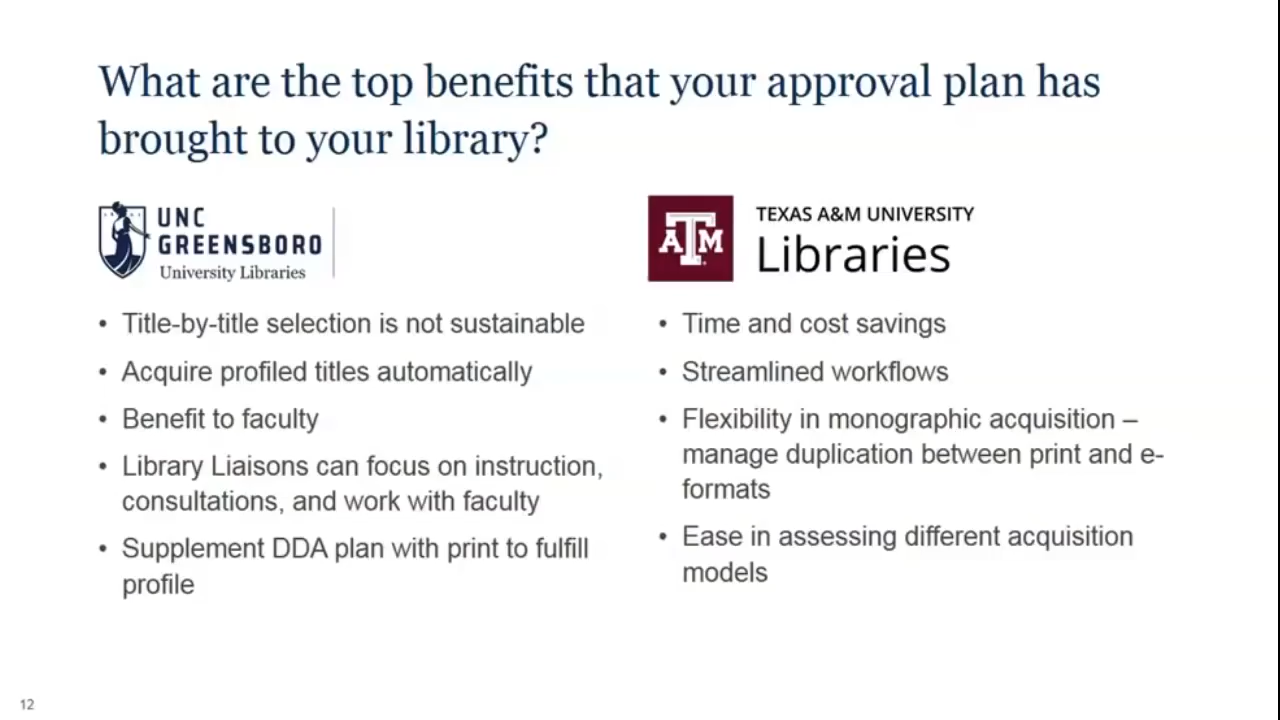 What are the top benefits that your approval plan has
brought to your library?
UNC
GREENSBORO
University Libraries
• Title-by-title selection is not sustainable
• Acquire profiled titles automatically
• Benefit to faculty
• Library Liaisons can focus on instruction,
consultations, and work with faculty
• Supplement DDA plan with print to fulfill
profile
ATM
TEXAS A&M UNIVERSITY
Libraries
• Time and cost savings
• Streamlined workflows
• Flexibility in monographic acquisition –
manage duplication between print and e-
formats
• Ease in assessing different acquisition
models
12